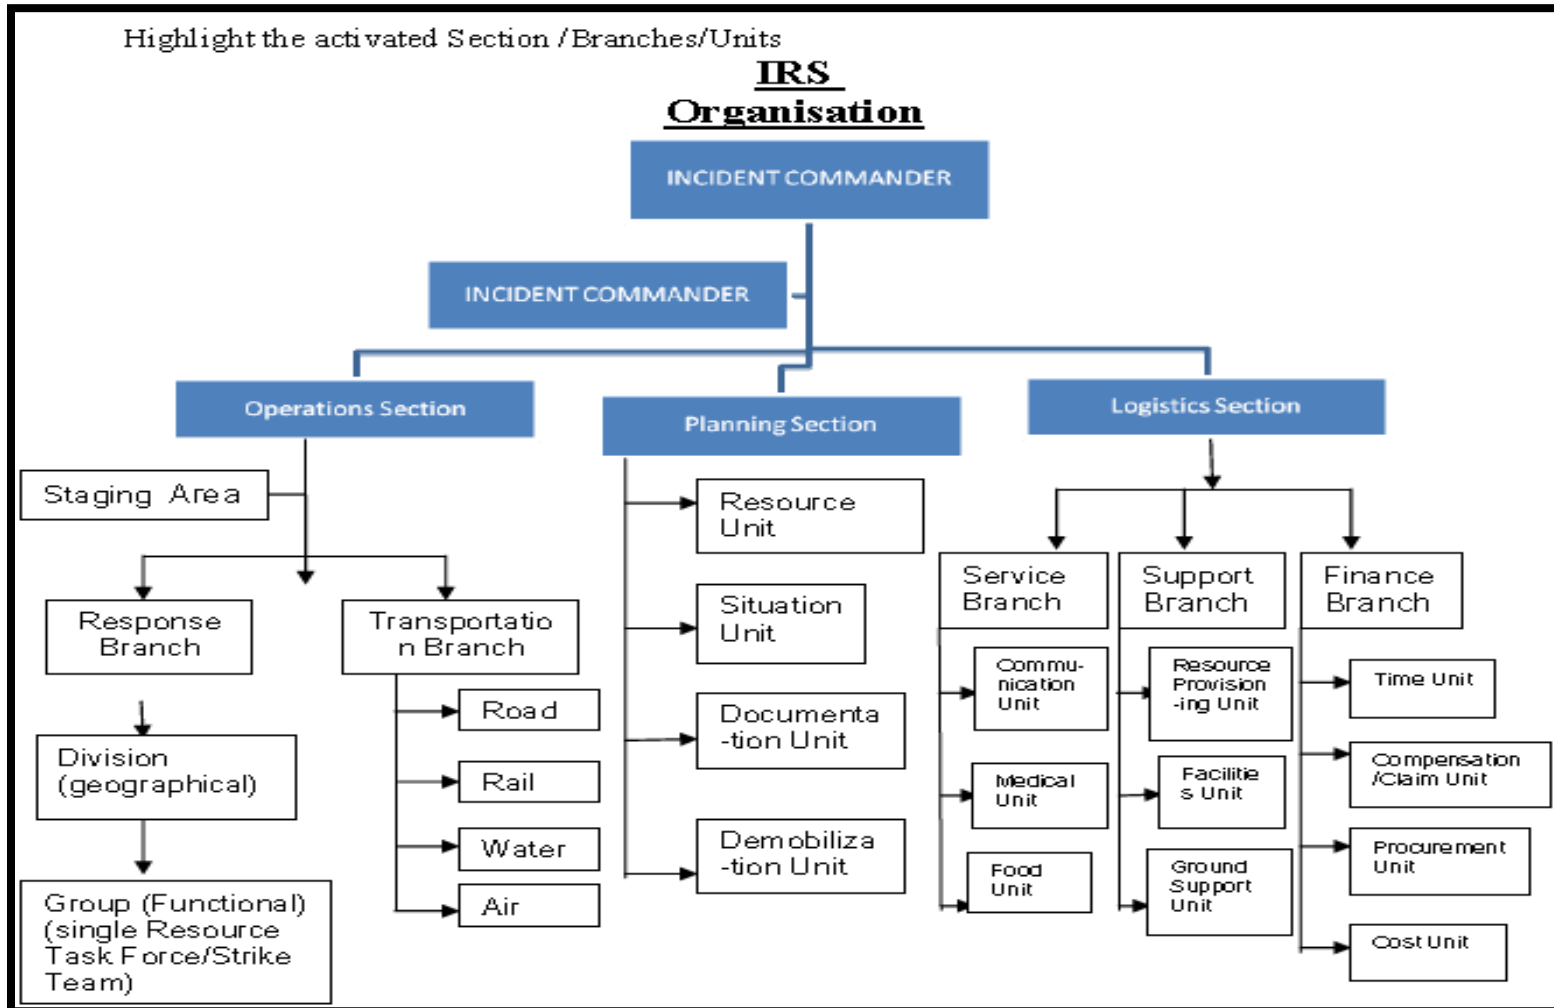 Highlight the activated Section /Branches/Units
IRS
Organisation
INCIDENT COMMANDER
INCIDENT COMMANDER
Operations Section
Planning Section
Logistics Section
Staging Area
Response
Branch
Transportatio
n Branch
Division
(geographical)
Group (Functional)
(single Resource
Task Force/Strike
Team)
Road
Rail
Water
Air
Resource
Unit
Situation
Unit
Documenta
-tion Unit
Demobiliza
-tion Unit
Service
Branch
Support
Branch
Finance
Branch
Commu-
nication
Unit
Medical
Unit
Food
Unit
Resource
Provision
-ing Unit
Facilitie
s Unit
Ground
Support
Unit
Time Unit
Compensation
/Claim Unit
Procurement
Unit
Cost Unit